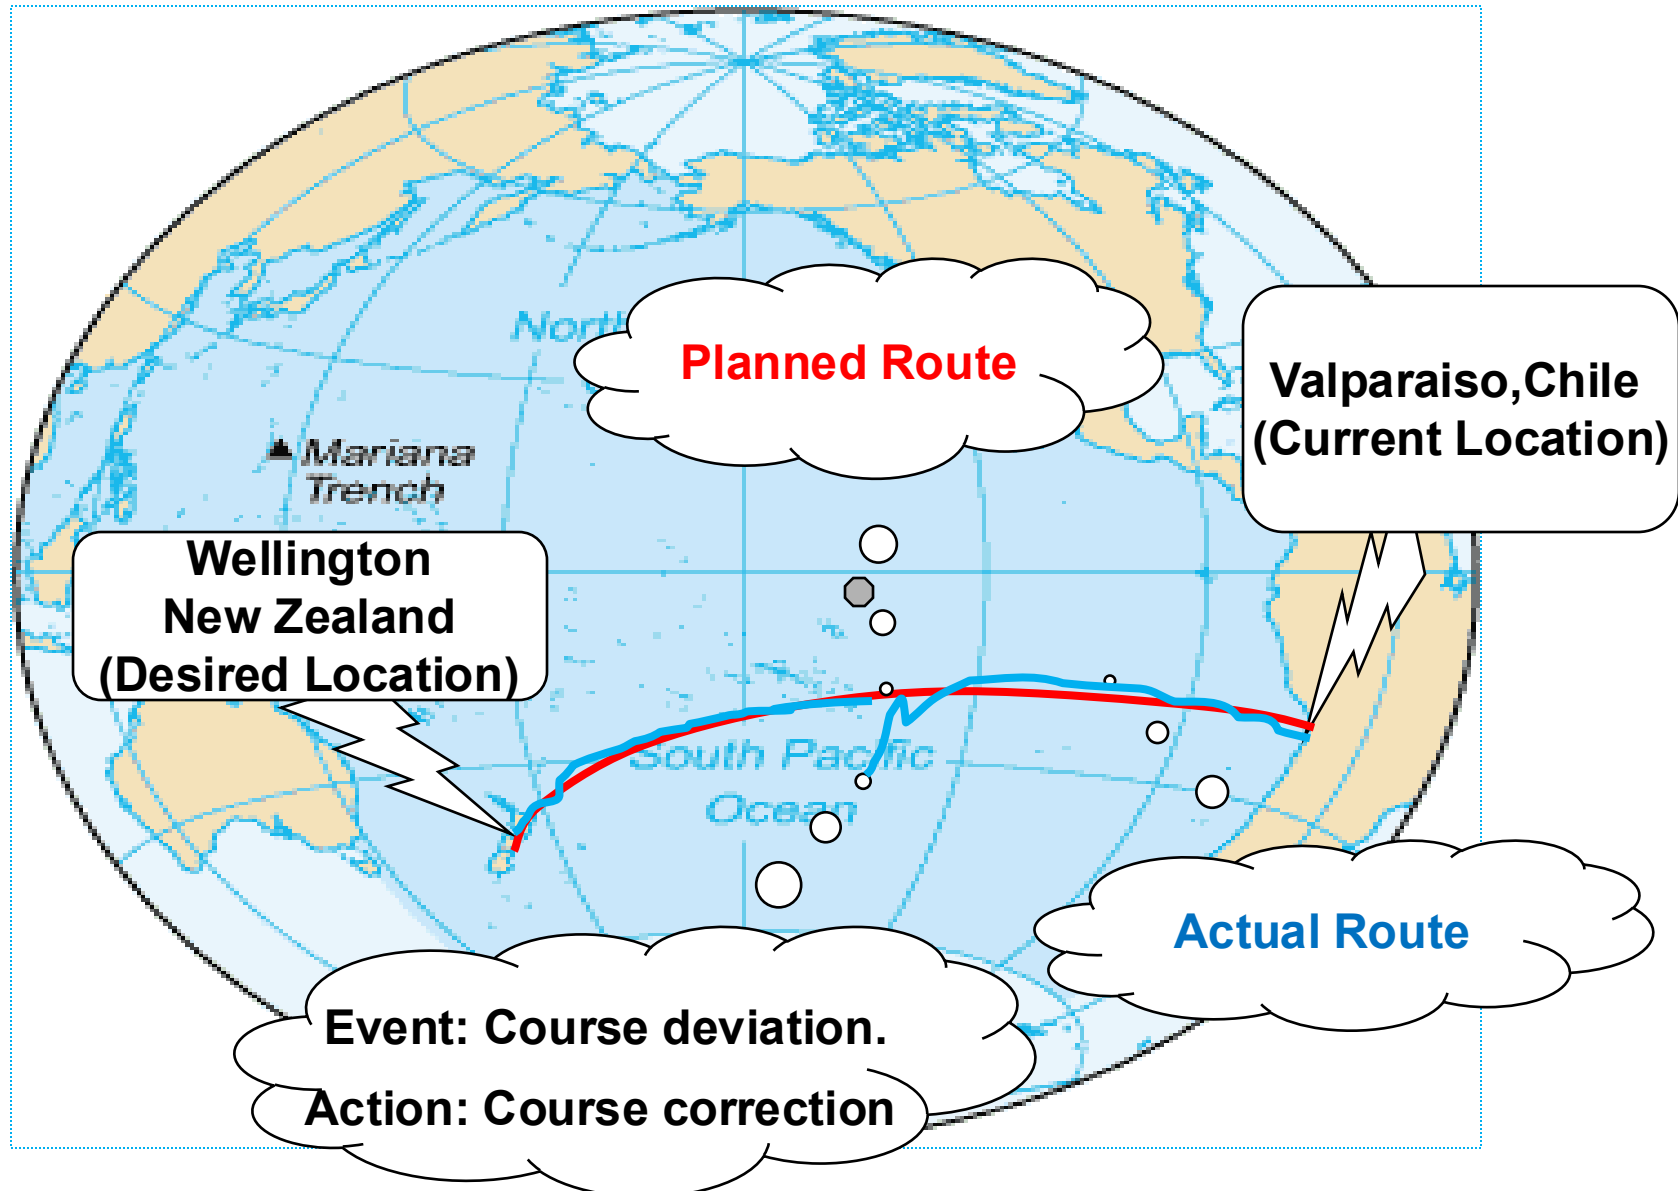 North
Planned Route
Valparaiso,Chile
(Current Location)
Mariana
Trench
Wellington
New Zealand
(Desired Location)
South Pacific
Ocean
Actual Route
Event: Course deviation.
Action: Course correction